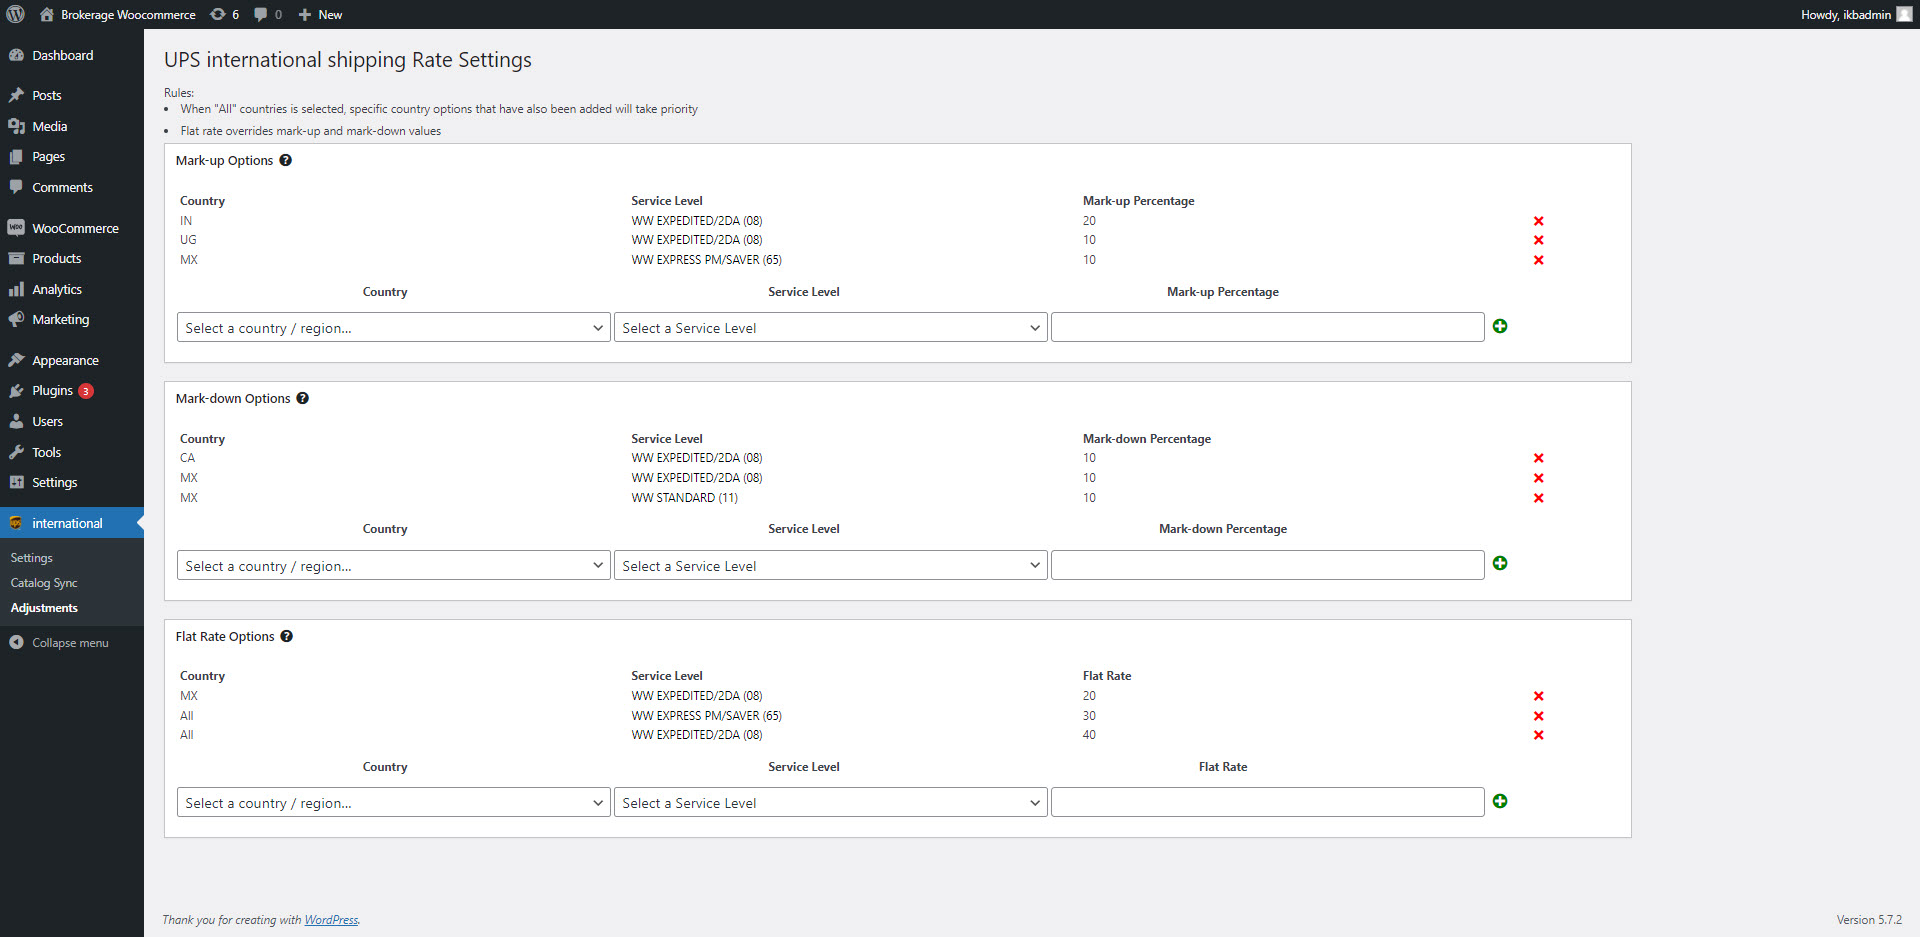 Brokerage Woocommerce 6 0 New Howdy, ikbadmin
Dashboard
Posts
Media
Pages
Comments
WooCommerce
Products
Analytics
Marketing
Appearance
Plugins 3
Users
Tools
Settings
international
Settings
Catalog Sync
Adjustments
Collapse menu
UPS international shipping Rate Settings
Rules:
When "All" countries is selected, specific country options that have also been added will take priority
Flat rate overrides mark-up and mark-down values
Mark-up Options
Country Service Level Mark-up Percentage
IN WW EXPEDITED/2DA (08) 20
UG WW EXPEDITED/2DA (08) 10
MX WW EXPRESS PM/SAVER (65) 10
Country Service Level Mark-up Percentage
Select a country / region... Select a Service Level
Mark-down Options
Country Service Level Mark-down Percentage
CA WW EXPEDITED/2DA (08) 10
MX WW EXPEDITED/2DA (08) 10
MX WW STANDARD (11) 10
Country Service Level Mark-down Percentage
Select a country / region... Select a Service Level
Flat Rate Options
Country Service Level Flat Rate
MX WW EXPEDITED/2DA (08) 20
All WW EXPRESS PM/SAVER (65) 30
All WW EXPEDITED/2DA (08) 40
Country Service Level Flat Rate
Select a country / region... Select a Service Level
Thank you for creating with WordPress. Version 5.7.2